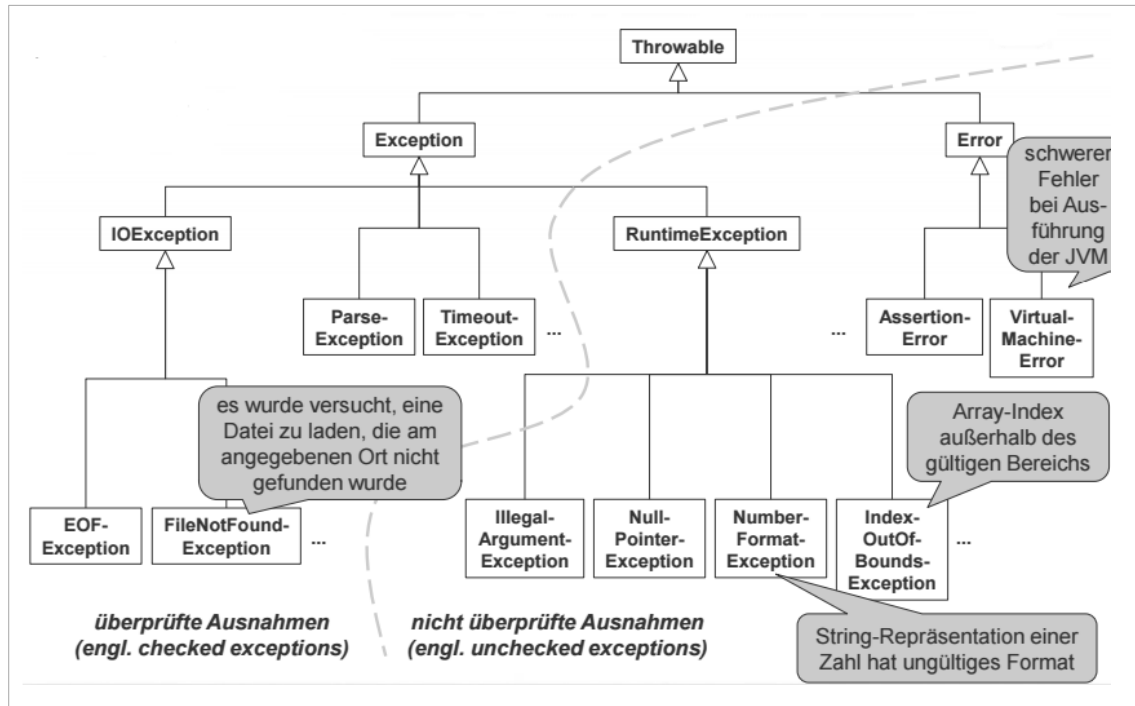 Throwable
Exception
Error
schwerer
Fehler
bei Aus-
führung
der JVM
IOException
RuntimeException
Parse-
Exception
Timeout-
Exception
...
...
Assertion-
Error
Virtual-
Machine-
Error
es wurde versucht, eine
Datei zu laden, die am
angegebenen Ort nicht
gefunden wurde
Array-Index
außerhalb des
gültigen Bereichs
EOF-
Exception
FileNotFound-
Exception
...
Illegal-
Argument-
Exception
Null-
Pointer-
Exception
Number-
Format-
Exception
Index-
OutOf-
Bounds-
Exception
...
überprüfte Ausnahmen
(engl. checked exceptions)
nicht überprüfte Ausnahmen
(engl. unchecked exceptions)
String-Repräsentation einer
Zahl hat ungültiges Format